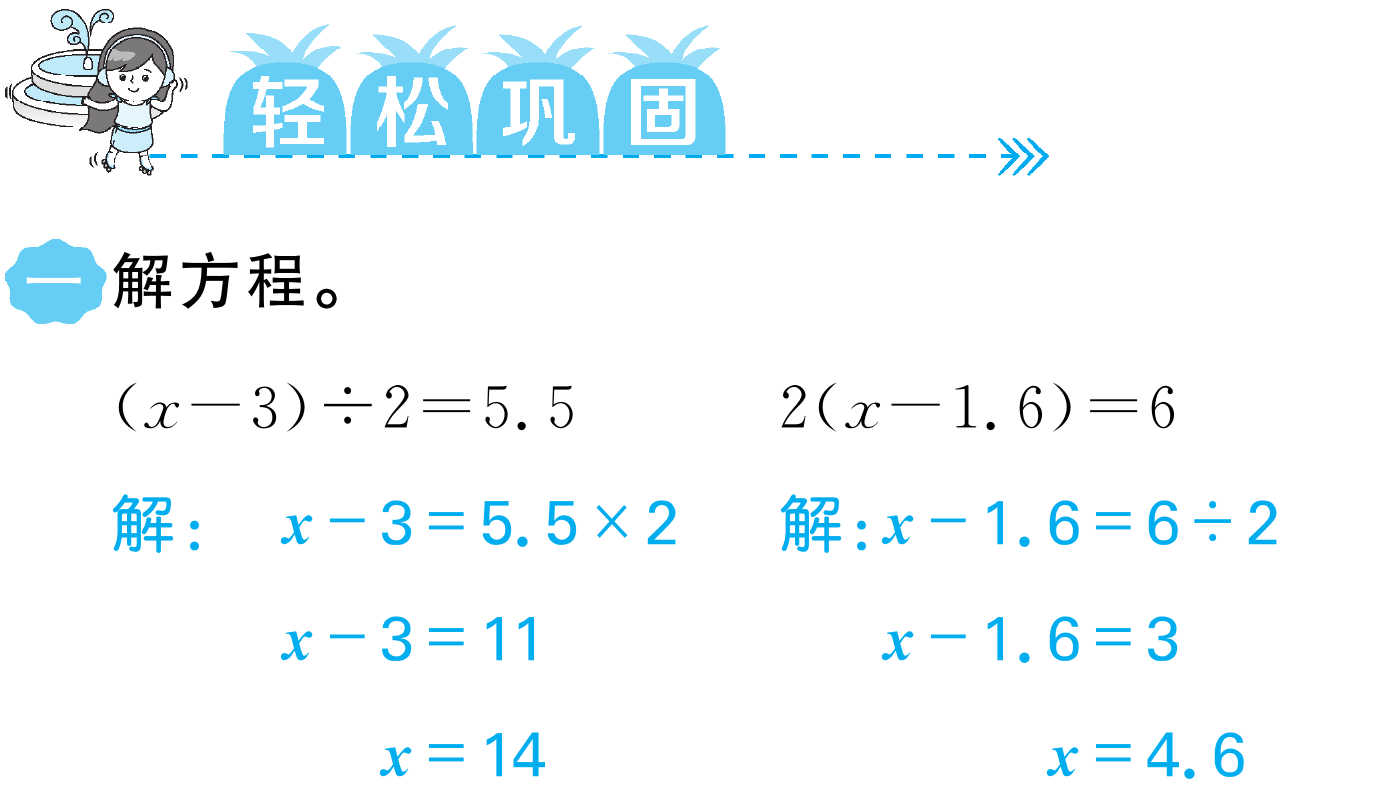 轻松巩固
一 解方程。
(x-3)÷2=5.5 2(x-1.6)=6
解: x-3=5.5×2 解:x-1.6=6÷2
x-3=11 x-1.6=3
x=14 x=4.6